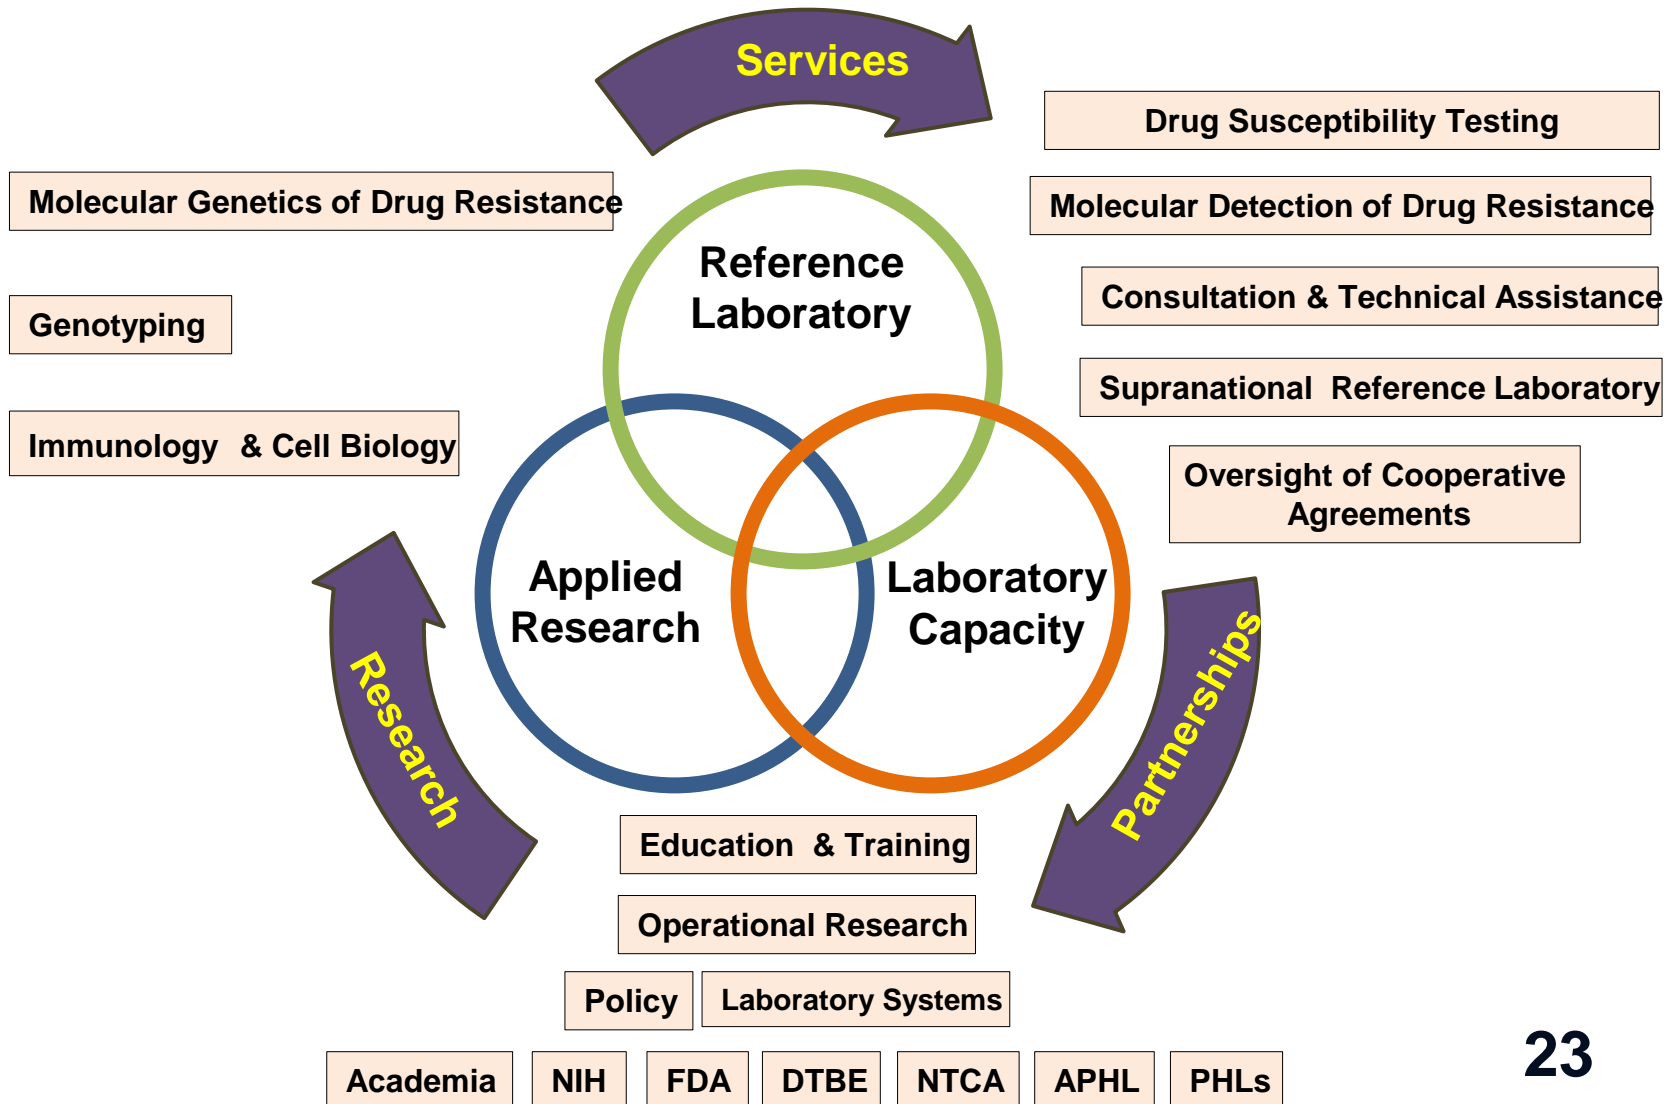 Services
Drug Susceptibility Testing
Molecular Genetics of Drug Resistance
Molecular Detection of Drug Resistance
Reference
Laboratory
Consultation & Technical Assistance
Genotyping
Supranational Reference Laboratory
Immunology & Cell Biology
Oversight of Cooperative
Agreements
Applied
Research
Laboratory
Capacity
Research
Partnerships
Education & Training
Operational Research
Policy
Laboratory Systems
Academia
NIH
FDA
DTBE
NTCA
APHL
PHLs
23